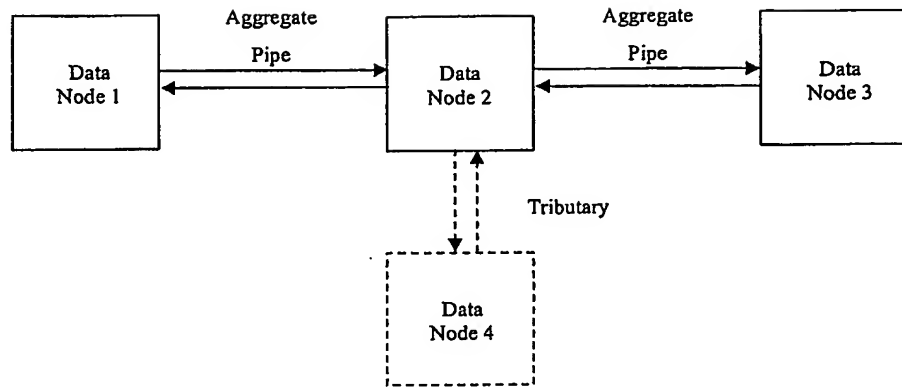 Aggregate
Pipe
Aggregate
Pipe
Data
Node 1
Data
Node 2
Data
Node 3
Tributary
Data
Node 4